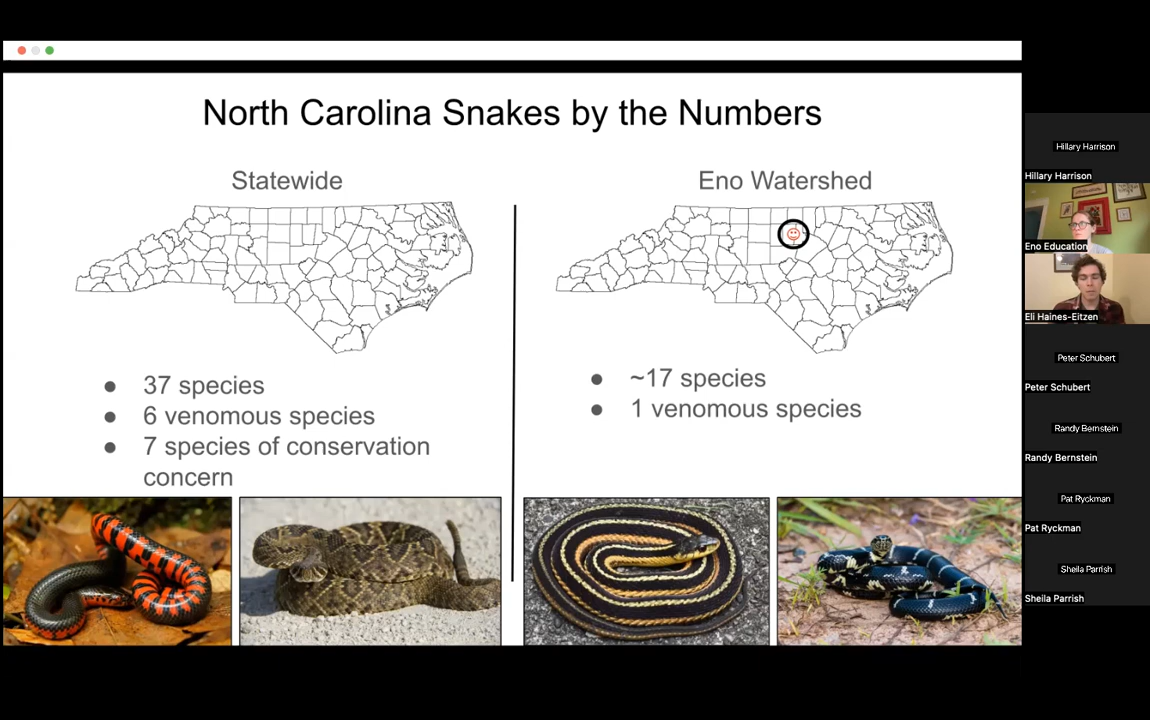 North Carolina Snakes by the Numbers
Statewide
37 species
6 venomous species
7 species of conservation
concern
Eno Watershed
~17 species
1 venomous species
Hillary Harrison
Hillary Harrison
Eno Education
Eli Haines-Eitzen
Peter Schubert
Peter Schubert
Randy Bernstein
Randy Bernstein
Pat Ryckman
Pat Ryckman
Sheila Parrish
Sheila Parrish